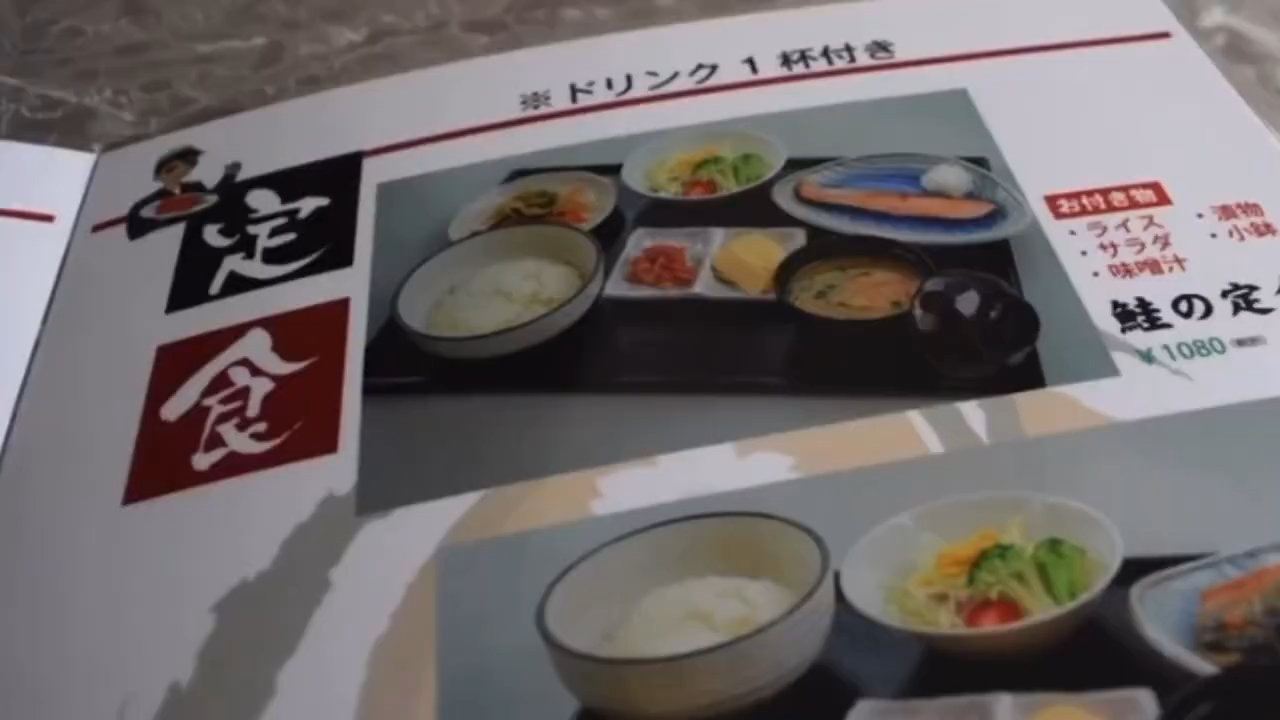 ※ドリンク1杯付き
定
食
お付き物
・ライス ・漬物
・サラダ ・小鉢
・味噌汁
鮭の定
￥1080